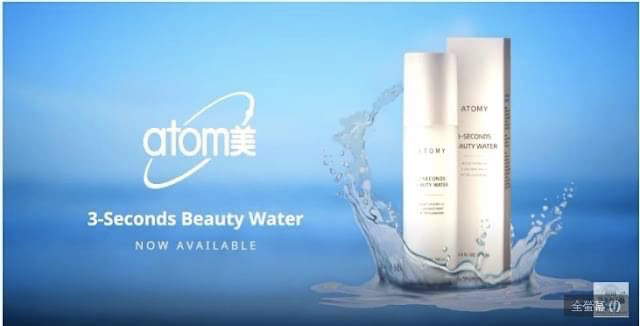 atom美
3-Seconds Beauty Water
NOW AVAILABLE
ATOMY
3-SECONDS
BEAUTY WATER
ATOMY
3-SECONDS
BEAUTY WATER
全螢幕 (f)